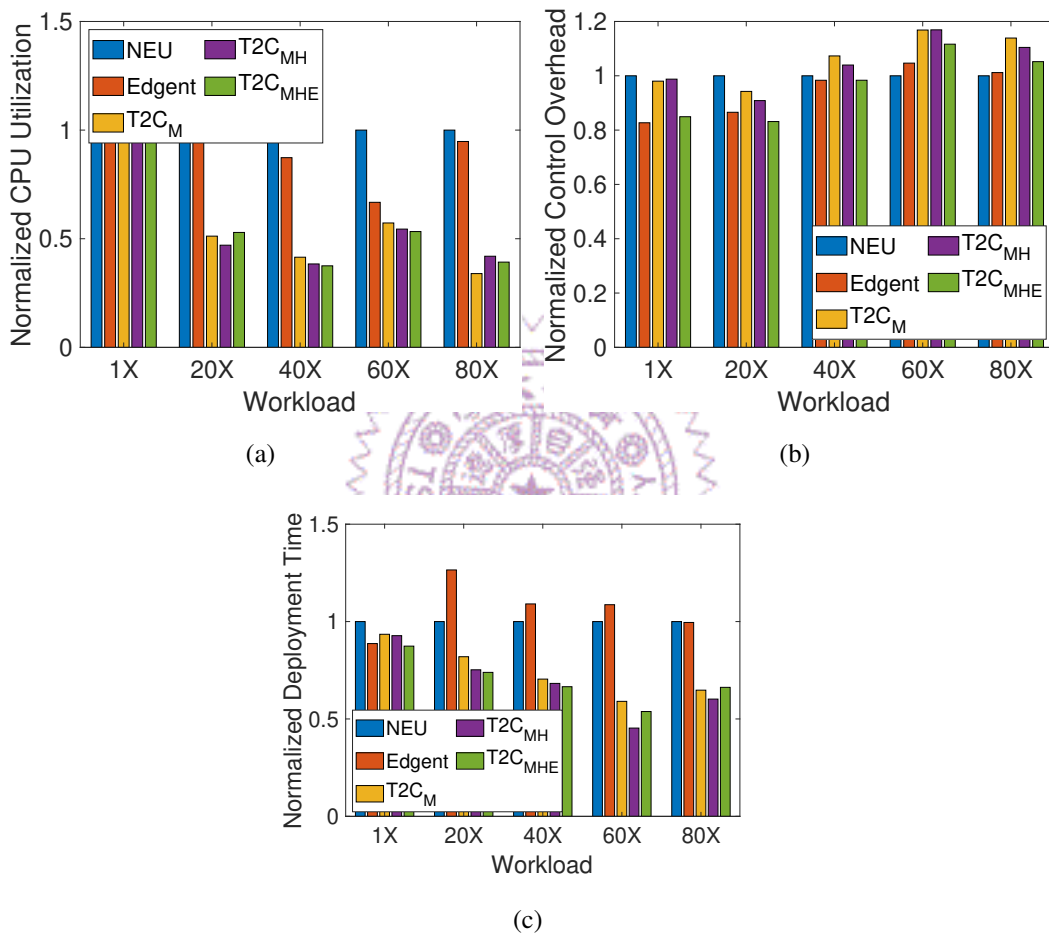 1.5
NEU
T2C_MH
Edgent
T2C_MHE
T2C_M
1
0.5
0
Normalized CPU Utilization
1X 20X 40X 60X 80X
Workload
(a)
1.2
1
0.8
0.6
0.4
0.2
0
Normalized Control Overhead
NEU
T2C_MH
Edgent
T2C_MHE
T2C_M
1X 20X 40X 60X 80X
Workload
(b)
1.5
1
0.5
0
Normalized Deployment Time
NEU
T2C_MH
Edgent
T2C_MHE
T2C_M
1X 20X 40X 60X 80X
Workload
(c)